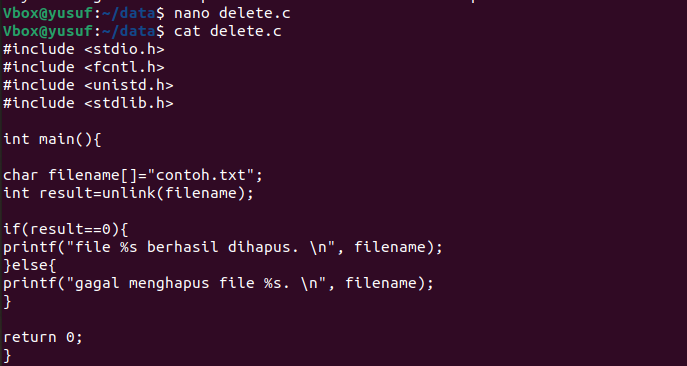 Vbox@yusuf:~/data$ nano delete.c
Vbox@yusuf:~/data$ cat delete.c
#include <stdio.h>
#include <fcntl.h>
#include <unistd.h>
#include <stdlib.h>
int main(){
char filename[]="contoh.txt";
int result=unlink(filename);
if(result==0){
printf("file %s berhasil dihapus. \n", filename);
}else{
printf("gagal menghapus file %s. \n", filename);
}
return 0;
}